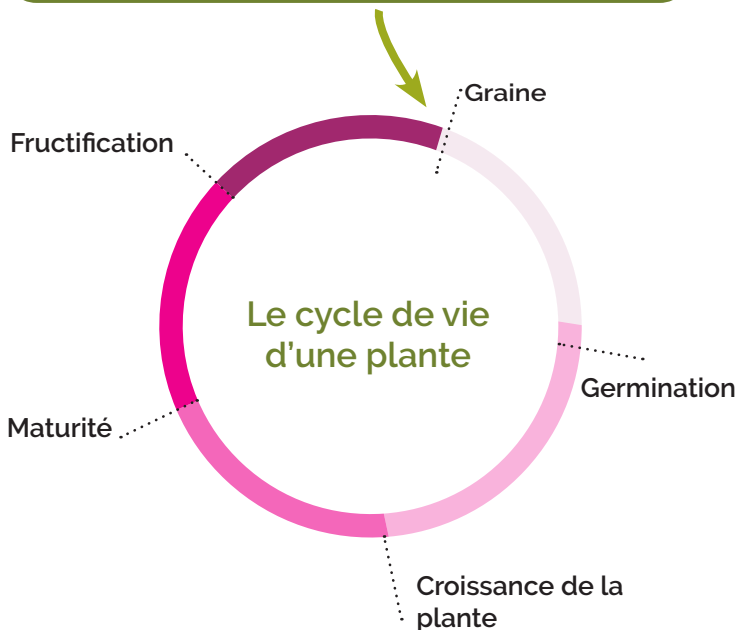 Graine
Fructification
Le cycle de vie
d’une plante
Germination
Maturité
Croissance de la
plante